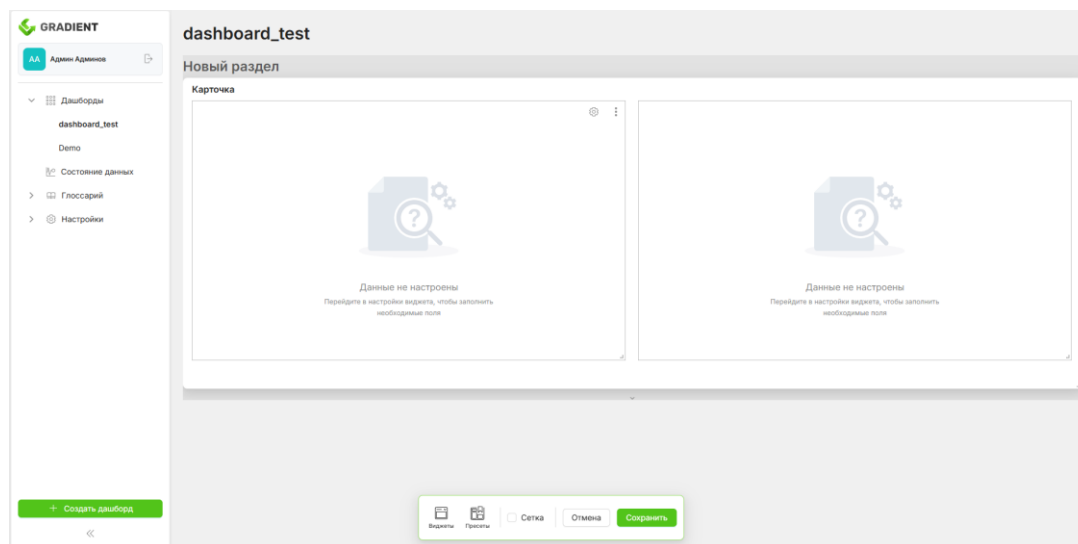 GRADIENT
АА Админ Админов
Дашборды
dashboard_test
Demo
Состояние данных
Глоссарий
Настройки
+ Создать дашборд
dashboard_test
Новый раздел
Карточка
Данные не настроены
Перейдите в настройки виджета, чтобы заполнить
необходимые поля
Данные не настроены
Перейдите в настройки виджета, чтобы заполнить
необходимые поля
Виджеты Пресеты Сетка Отмена Сохранить